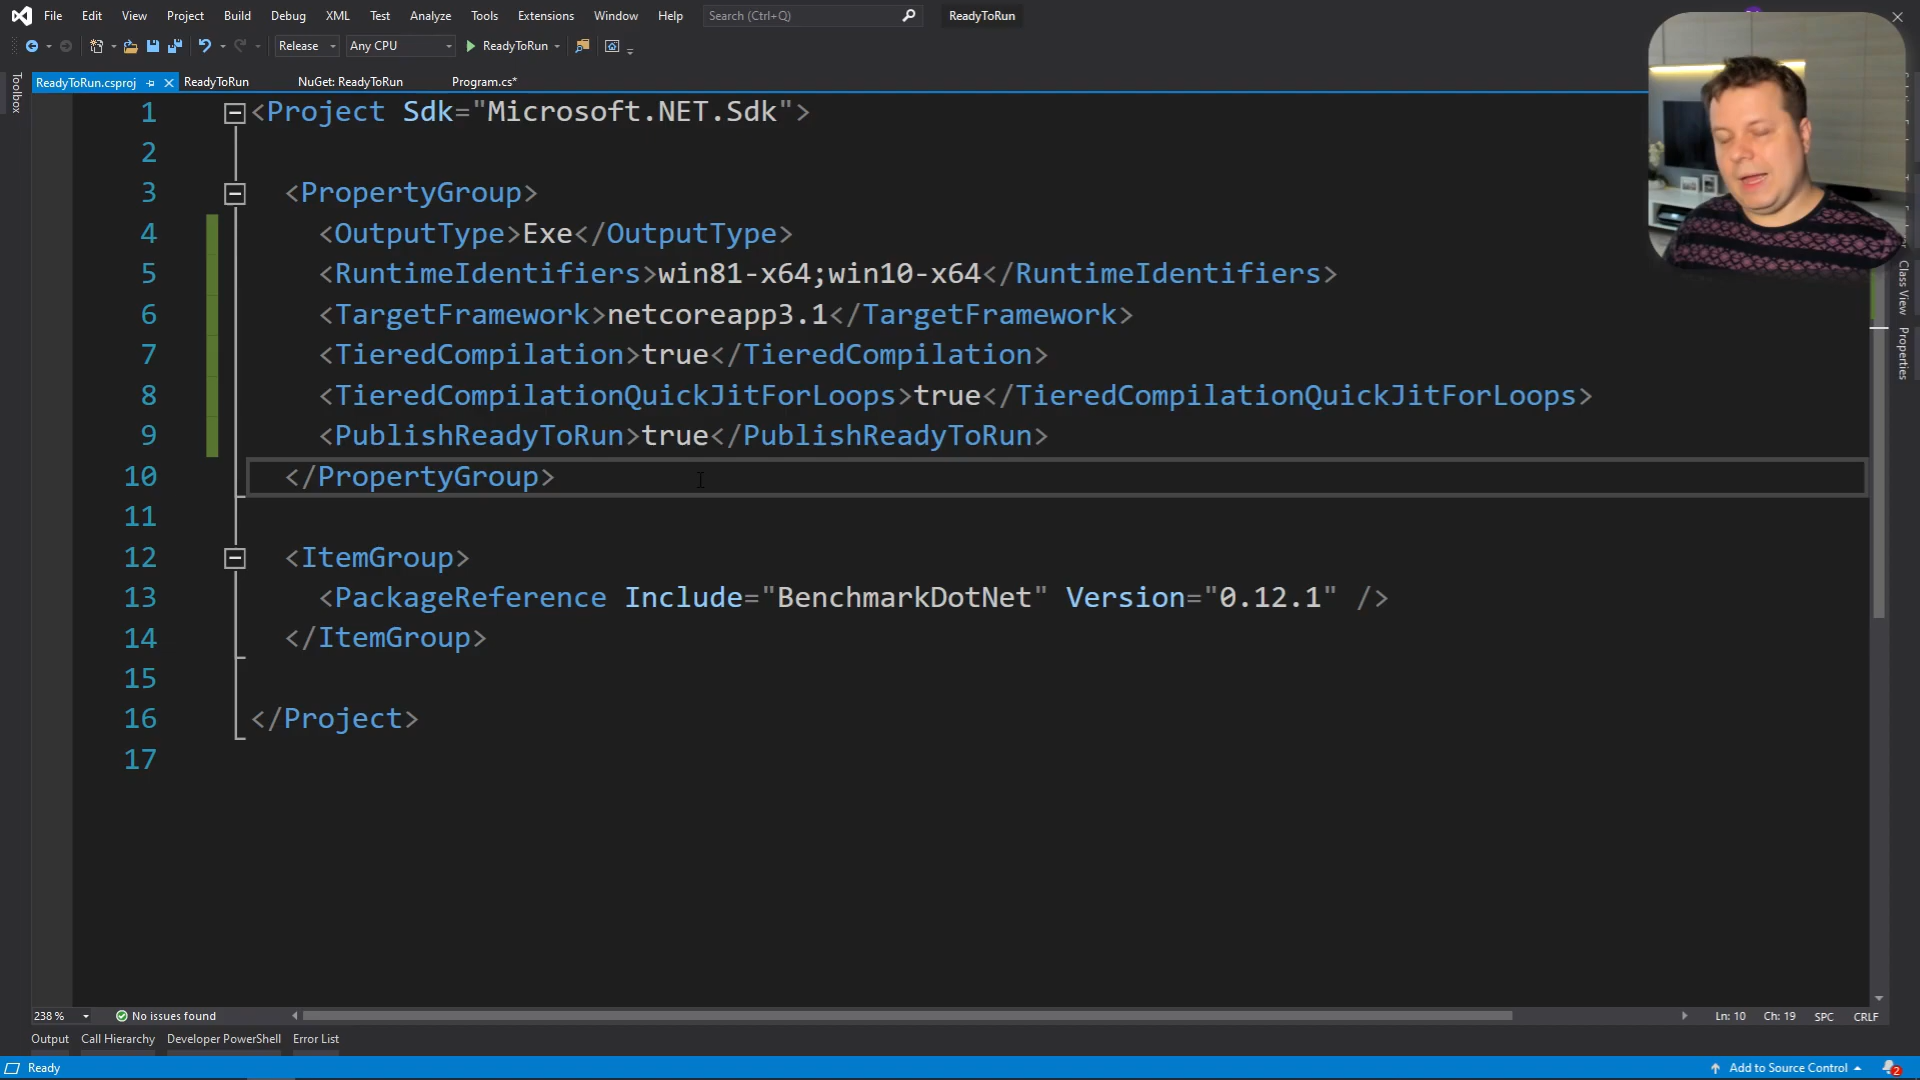 File Edit View Project Build Debug XML Test Analyze Tools Extensions Window Help Search (Ctrl+Q) ReadyToRun
Release Any CPU ReadyToRun
ReadyToRun.csproj ReadyToRun NuGet: ReadyToRun Program.cs*
Toolbox
1 <Project Sdk="Microsoft.NET.Sdk">
2
3 <PropertyGroup>
4 <OutputType>Exe</OutputType>
5 <RuntimeIdentifiers>win81-x64;win10-x64</RuntimeIdentifiers>
6 <TargetFramework>netcoreapp3.1</TargetFramework>
7 <TieredCompilation>true</TieredCompilation>
8 <TieredCompilationQuickJitForLoops>true</TieredCompilationQuickJitForLoops>
9 <PublishReadyToRun>true</PublishReadyToRun>
10 </PropertyGroup>
11
12 <ItemGroup>
13 <PackageReference Include="BenchmarkDotNet" Version="0.12.1" />
14 </ItemGroup>
15
16 </Project>
17
Class View
Properties
238 % No issues found Ln: 10 Ch: 19 SPC CRLF
Output Call Hierarchy Developer PowerShell Error List
Ready Add to Source Control 2